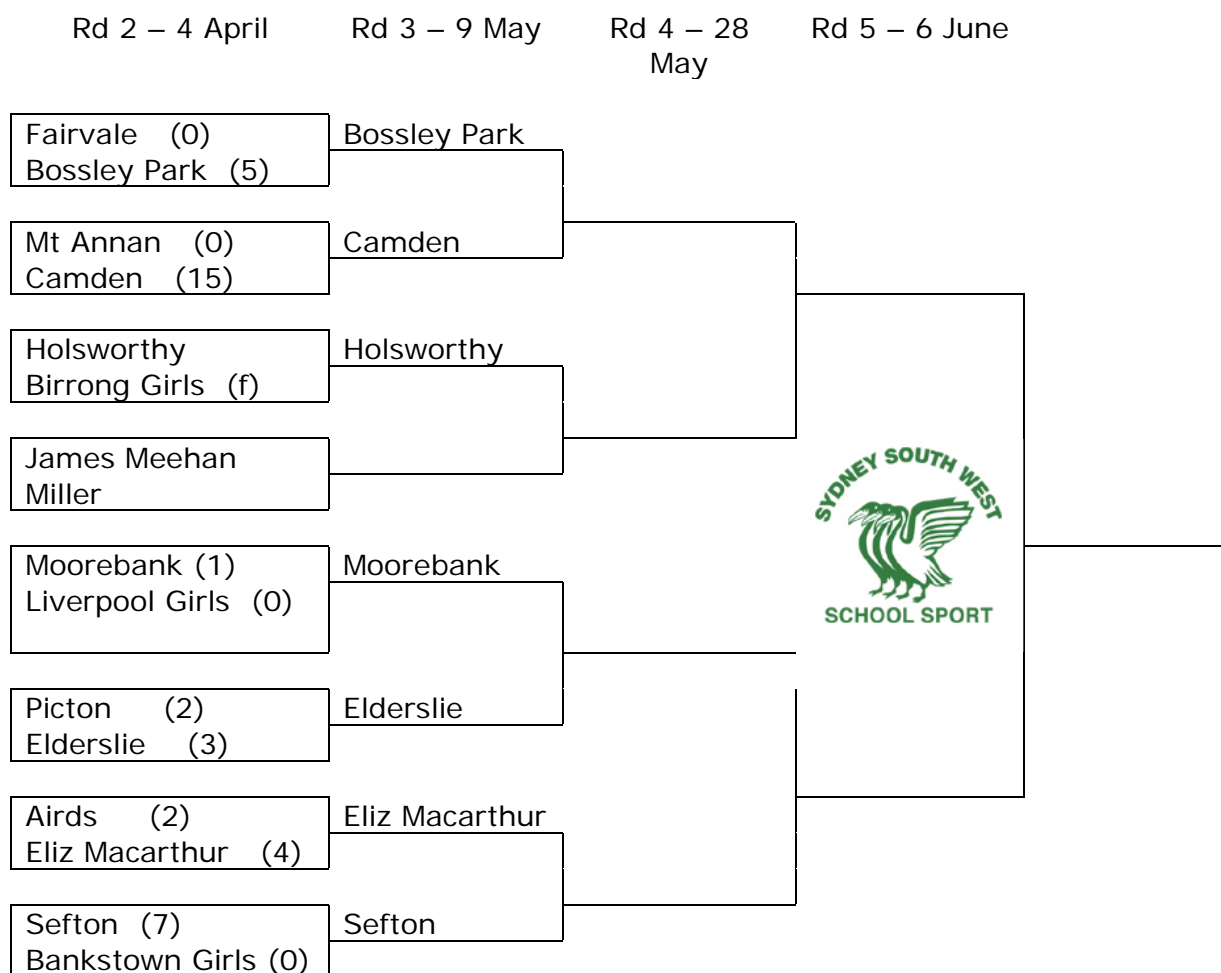 Rd 2 – 4 April
Rd 3 – 9 May
Rd 4 – 28
May
Rd 5 – 6 June
Fairvale (0)
Bossley Park (5)
Bossley Park
Mt Annan (0)
Camden (15)
Camden
Holsworthy
Birrong Girls (f)
Holsworthy
James Meehan
Miller
Moorebank (1)
Liverpool Girls (0)
Moorebank
Picton (2)
Elderslie (3)
Elderslie
Airds (2)
Eliz Macarthur (4)
Eliz Macarthur
Sefton (7)
Bankstown Girls (0)
Sefton
SYDNEY SOUTH WEST
SCHOOL SPORT